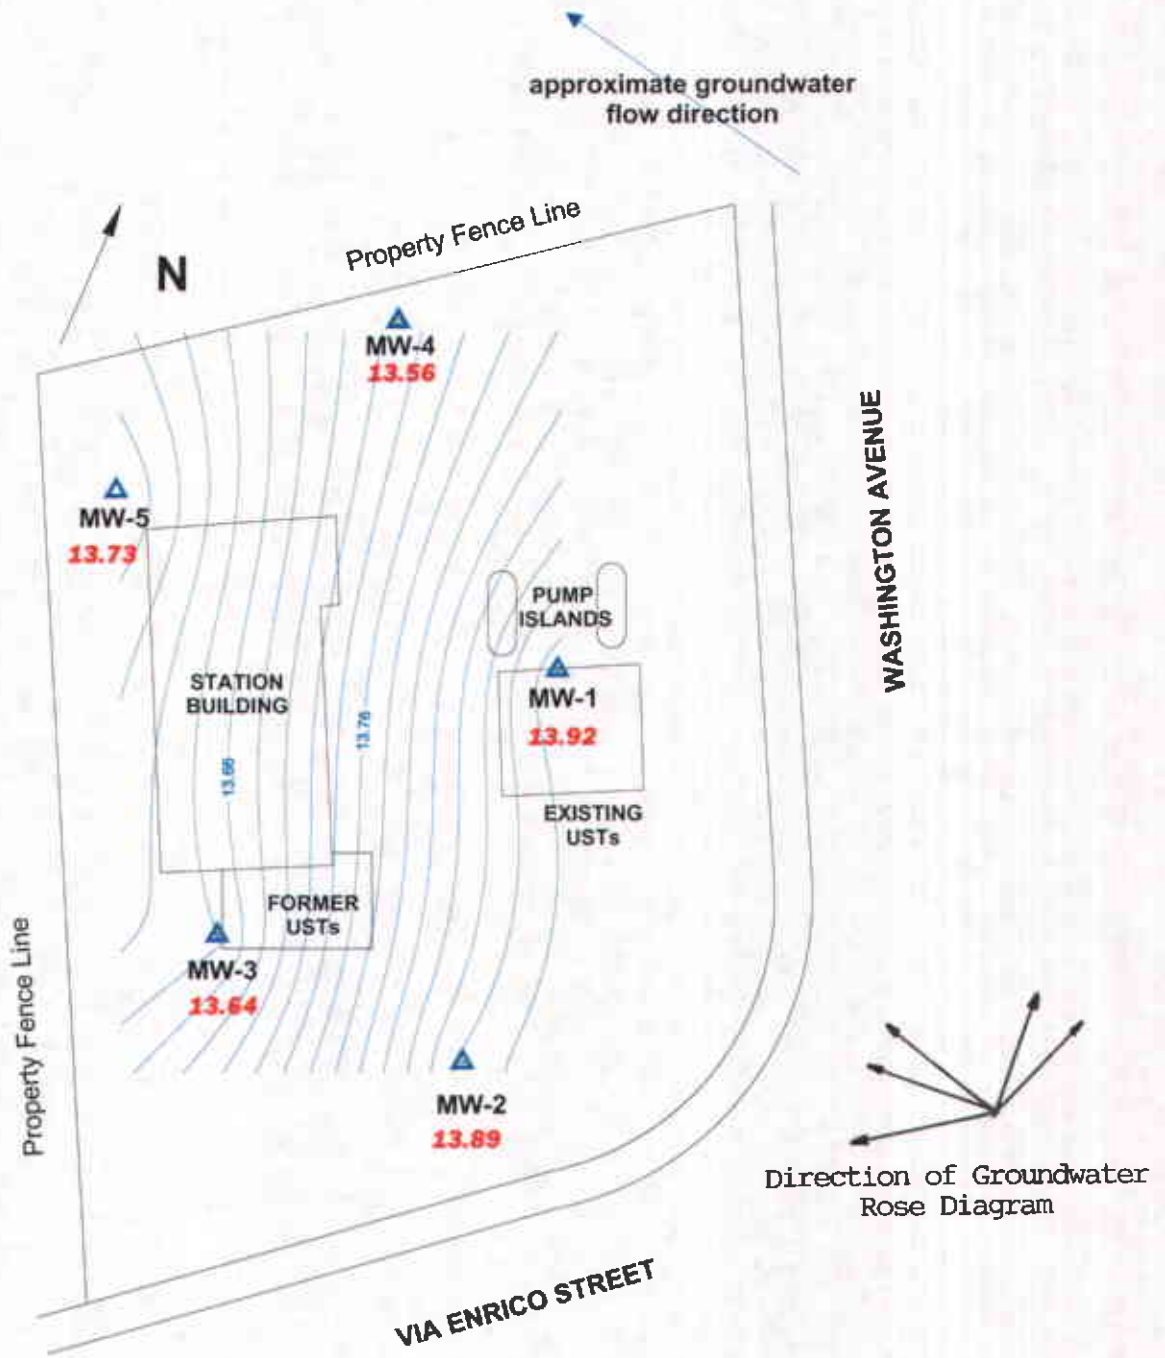 approximate groundwater
flow direction
Property Fence Line
N
MW-4
13.56
WASHINGTON AVENUE
MW-5
13.73
PUMP
ISLANDS
STATION
BUILDING
MW-1
13.92
13.76
13.66
EXISTING
USTs
FORMER
USTs
Property Fence Line
MW-3
13.64
MW-2
13.89
Direction of Groundwater
Rose Diagram
VIA ENRICO STREET